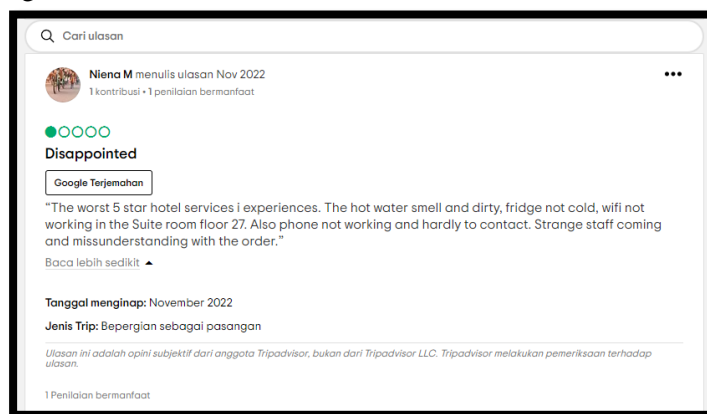 Cari ulasan
Niena M menulis ulasan Nov 2022
1 kontribusi • 1 penilaian bermanfaat
Disappointed
Google Terjemahan
“The worst 5 star hotel services i experiences. The hot water smell and dirty, fridge not cold, wifi not
working in the Suite room floor 27. Also phone not working and hardly to contact. Strange staff coming
and missunderstanding with the order.”
Baca lebih sedikit
Tanggal menginap: November 2022
Jenis Trip: Bepergian sebagai pasangan
Ulasan ini adalah opini subjektif dari anggota Tripadvisor, bukan dari Tripadvisor LLC. Tripadvisor melakukan pemeriksaan terhadap
ulasan.
1 Penilaian bermanfaat